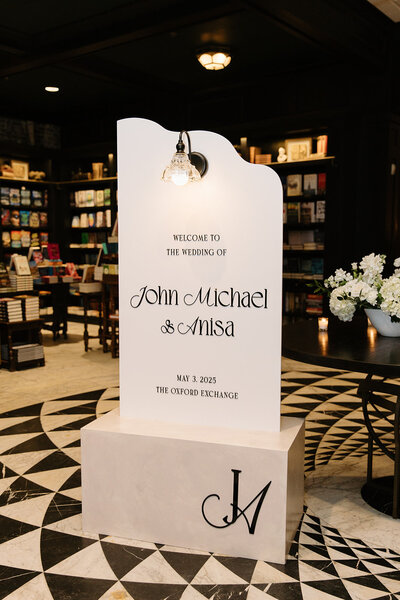 WELCOME TO
THE WEDDING OF
John Michael
& Anisa
MAY 3, 2025
THE OXFORD EXCHANGE
JA